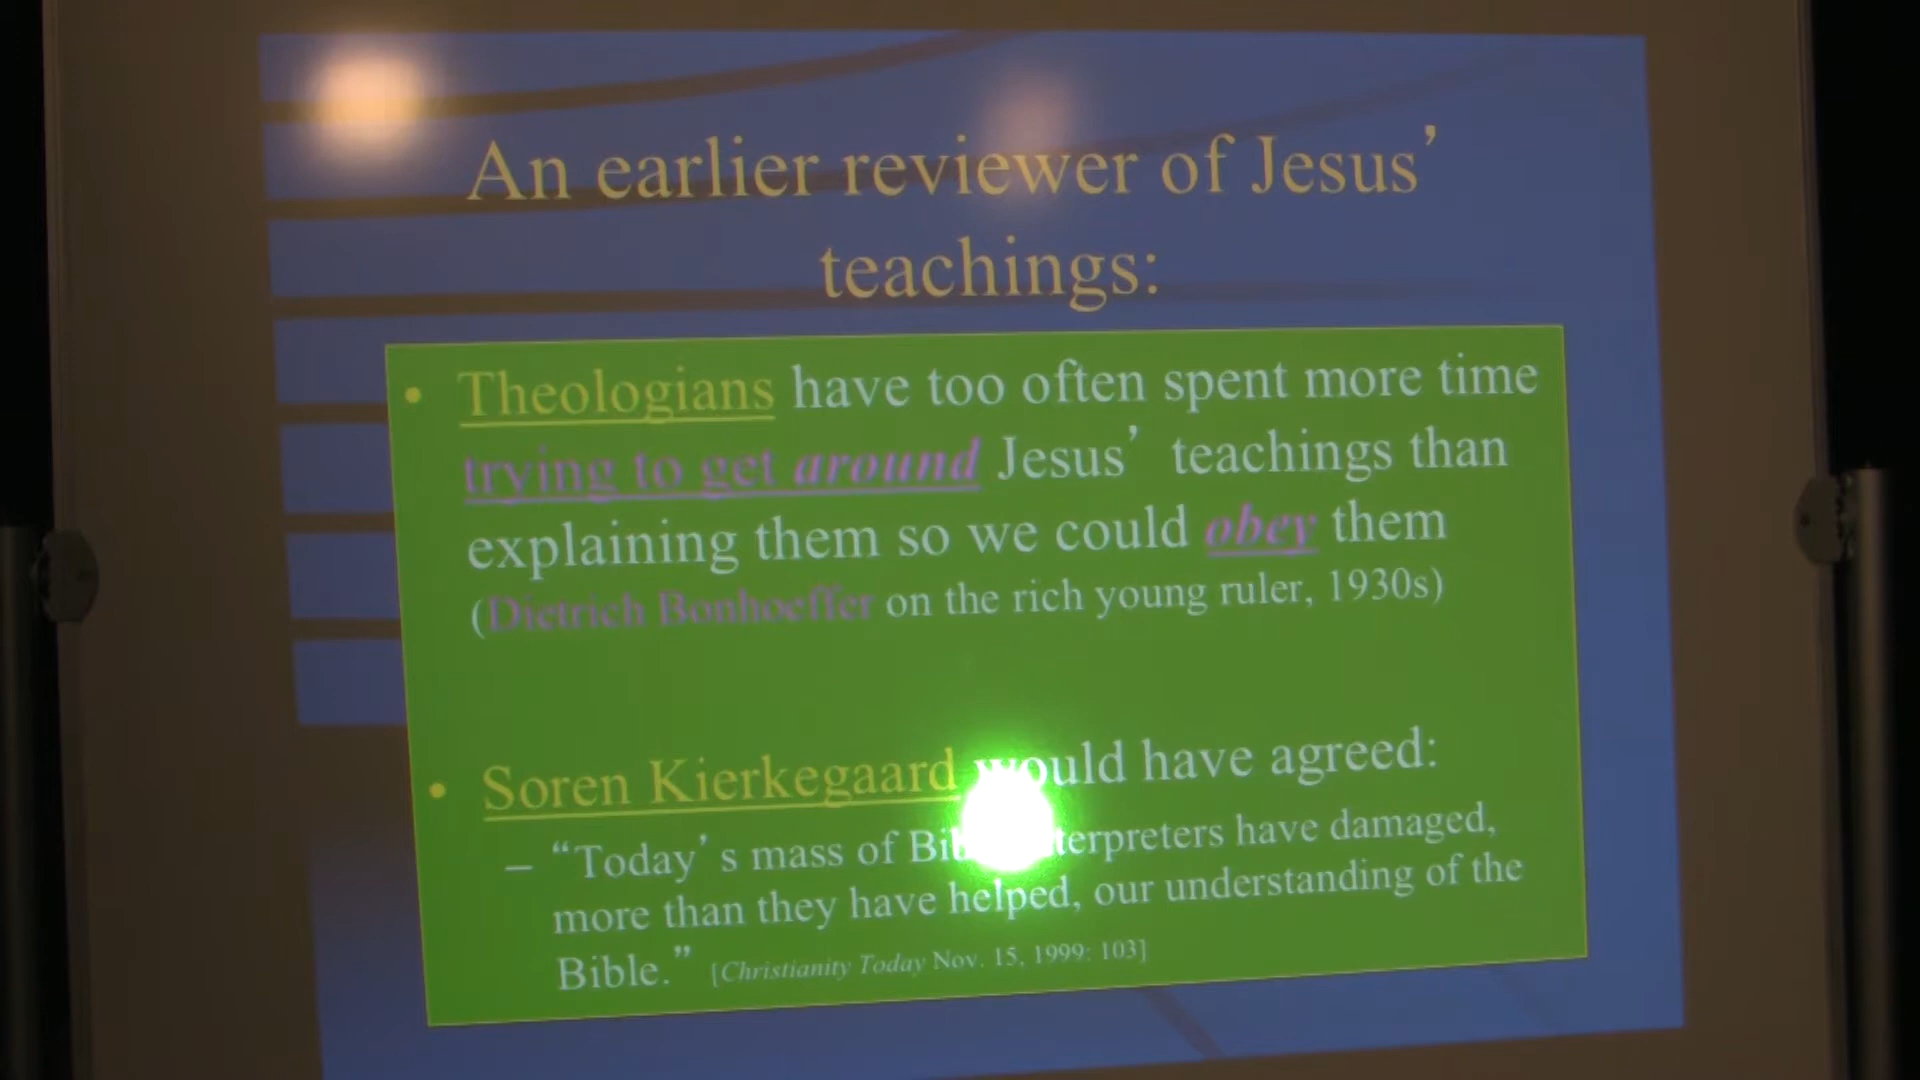 An earlier reviewer of Jesus’
teachings:
• Theologians have too often spent more time
trying to get around Jesus’ teachings than
explaining them so we could obey them
(Dietrich Bonhoeffer on the rich young ruler, 1930s)
• Soren Kierkegaard would have agreed:
– “Today’s mass of have damaged,
more than they have helped, our understanding of the
Bible.” [Christianity Today Nov. 15, 1999: 103]